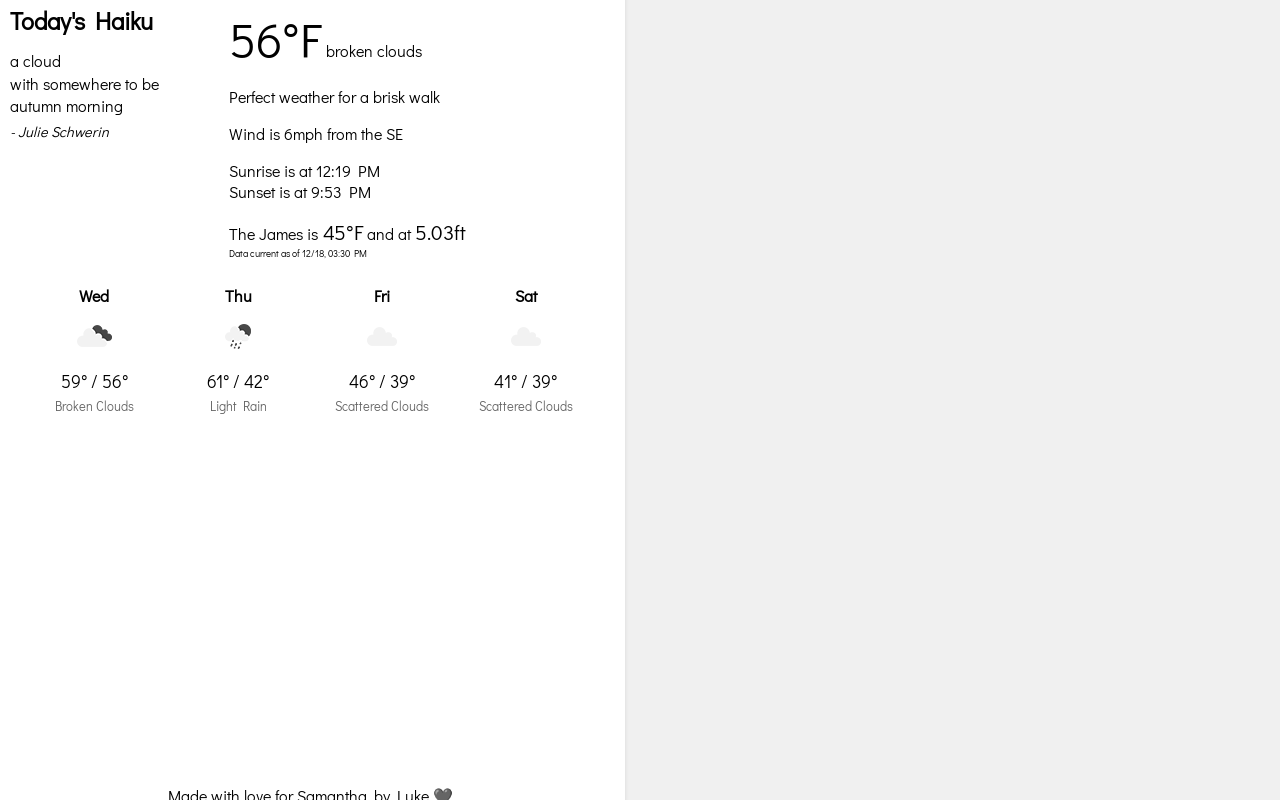 Today's Haiku
a cloud
with somewhere to be
autumn morning
- Julie Schwerin
56°F broken clouds
Perfect weather for a brisk walk
Wind is 6mph from the SE
Sunrise is at 12:19 PM
Sunset is at 9:53 PM
The James is 45°F and at 5.03ft
Data current as of 12/18, 03:30 PM
Wed Thu Fri Sat
59° / 56° 61° / 42° 46° / 39° 41° / 39°
Broken Clouds Light Rain Scattered Clouds Scattered Clouds
Made with love for Samantha, by Luke 🖤